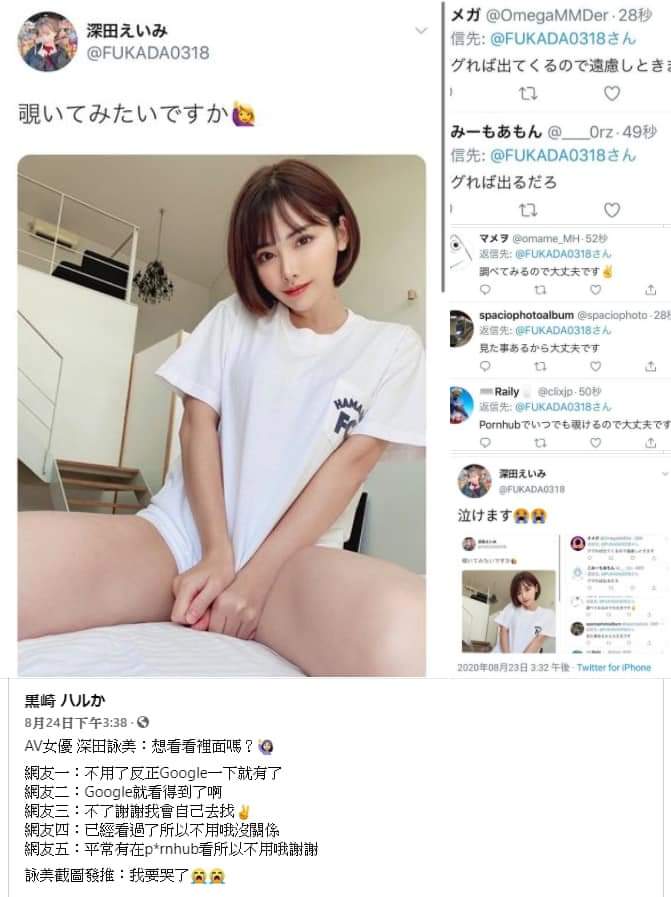 深田えいみ
@FUKADA0318
覗いてみたいですか🙋‍♀️
HAMA
F
メガ @OmegaMMDer · 28秒
信先: @FUKADA0318さん
グれば出てくるので遠慮しときま
みーもあもん @____0rz · 49秒
信先: @FUKADA0318さん
グれば出るだろ
マメヲ @omame_MH · 52秒
返信先: @FUKADA0318さん
調べてみるので大丈夫です✌
spaciophotoalbum @spaciophoto · 28秒
返信先: @FUKADA0318さん
見た事あるから大丈夫です
Raily @clixjp · 50秒
返信先: @FUKADA0318さん
Pornhubでいつでも覗けるので大丈夫です
深田えいみ
@FUKADA0318
泣けます😭😭
深田えいみ
覗いてみたいですか🙋‍♀️
2020年08月23日 3:32 午後 · Twitter for iPhone
黒崎 ハルか
8月24日下午3:38 ·
AV女優 深田詠美：想看看裡面嗎？🙋‍♀️
網友一：不用了反正Google一下就有了
網友二：Google就看得到了啊
網友三：不了謝謝我會自己去找✌
網友四：已經看過了所以不用哦沒關係
網友五：平常有在p*rnhub看所以不用哦謝謝
詠美截圖發推：我要哭了😭😭